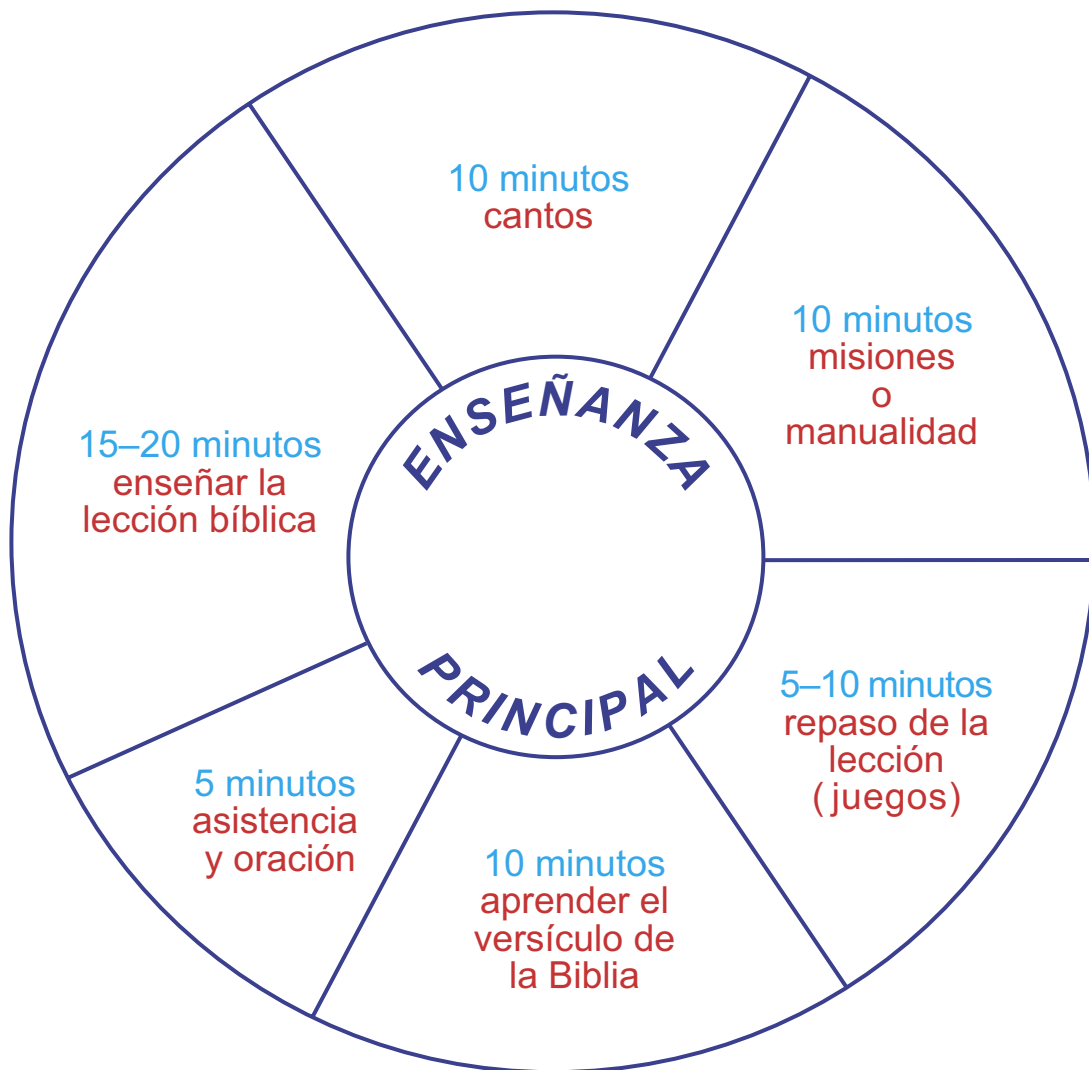 10 minutos
cantos
10 minutos
misiones
o
manualidad
15–20 minutos
enseñar la
lección bíblica
ENSEÑANZA
PRINCIPAL
5–10 minutos
repaso de la
lección
(juegos)
5 minutos
asistencia
y oración
10 minutos
aprender el
versículo de
la Biblia